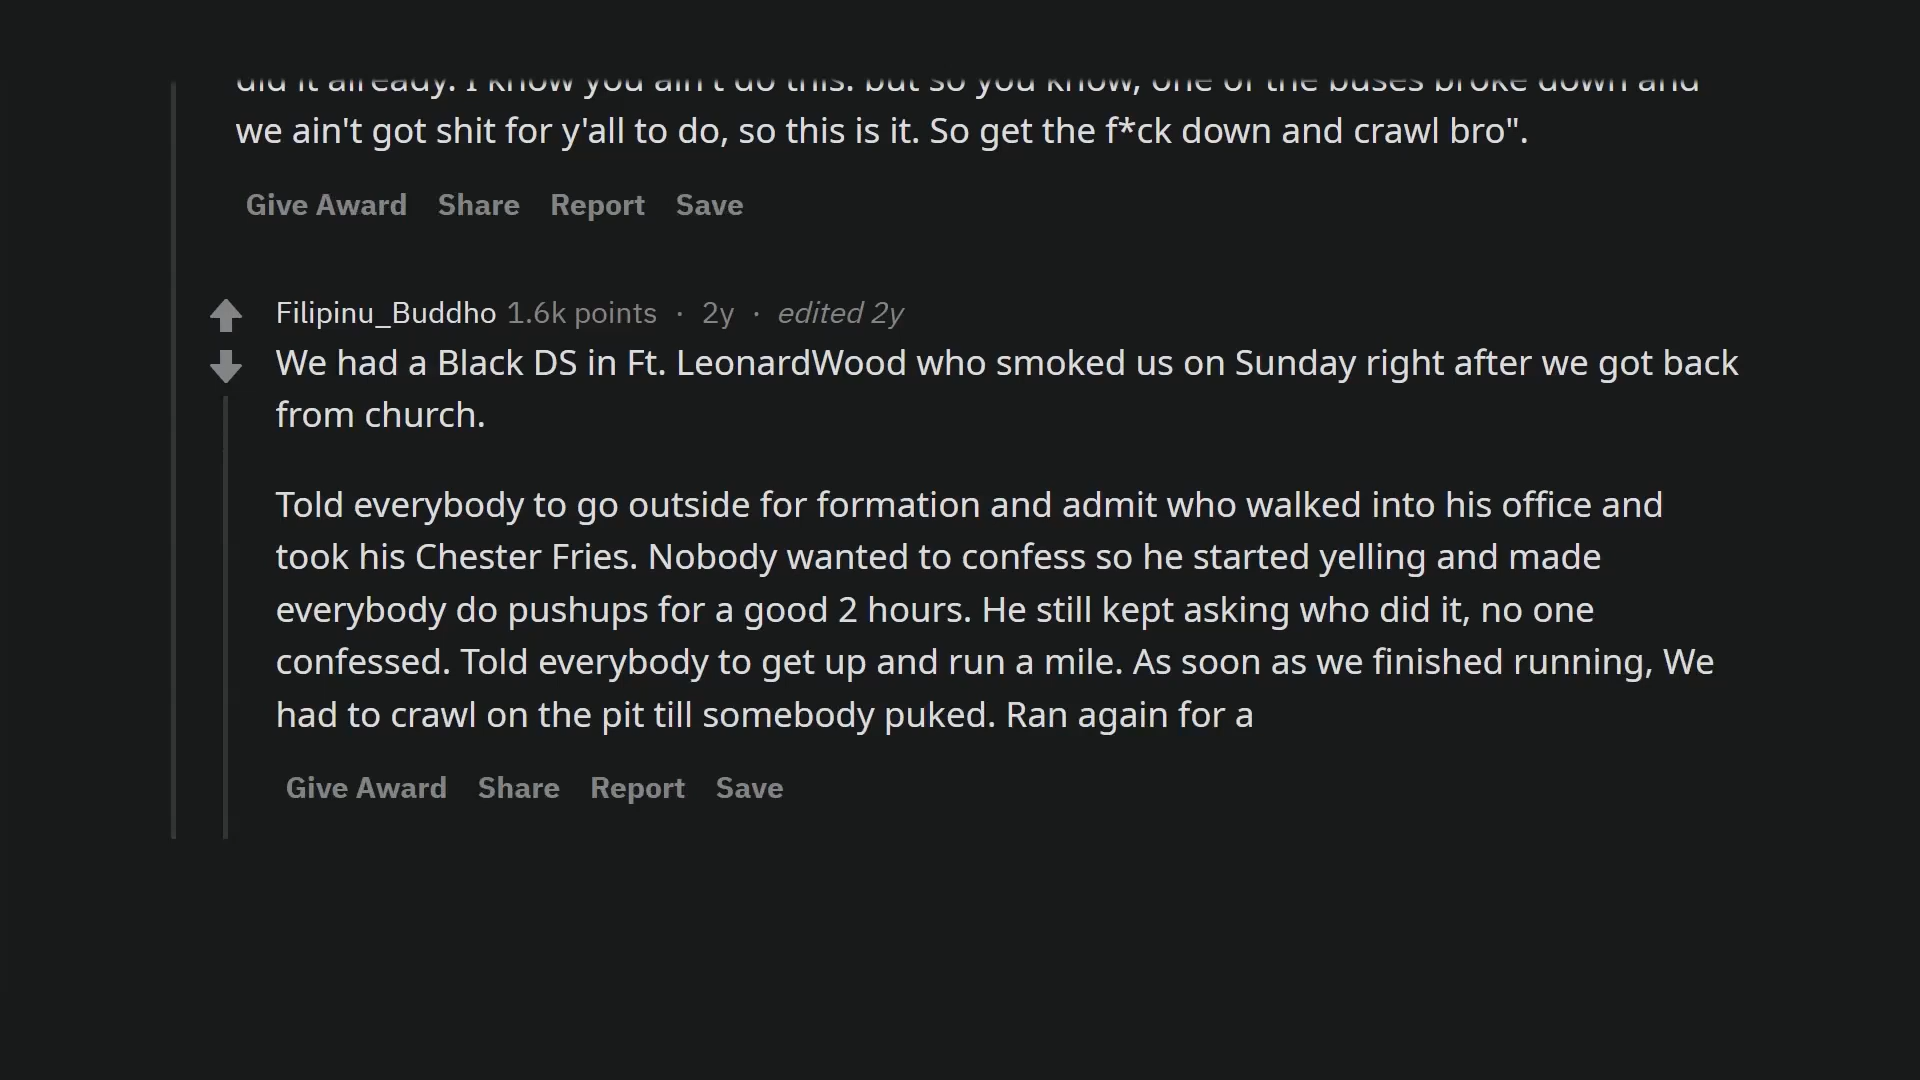 did it already. I know you ain't do this. but so you know, one of the buses broke down and
we ain't got shit for y'all to do, so this is it. So get the f*ck down and crawl bro".
Give Award Share Report Save
Filipinu_Buddho 1.6k points · 2y · edited 2y
We had a Black DS in Ft. LeonardWood who smoked us on Sunday right after we got back
from church.
Told everybody to go outside for formation and admit who walked into his office and
took his Chester Fries. Nobody wanted to confess so he started yelling and made
everybody do pushups for a good 2 hours. He still kept asking who did it, no one
confessed. Told everybody to get up and run a mile. As soon as we finished running, We
had to crawl on the pit till somebody puked. Ran again for a
Give Award Share Report Save